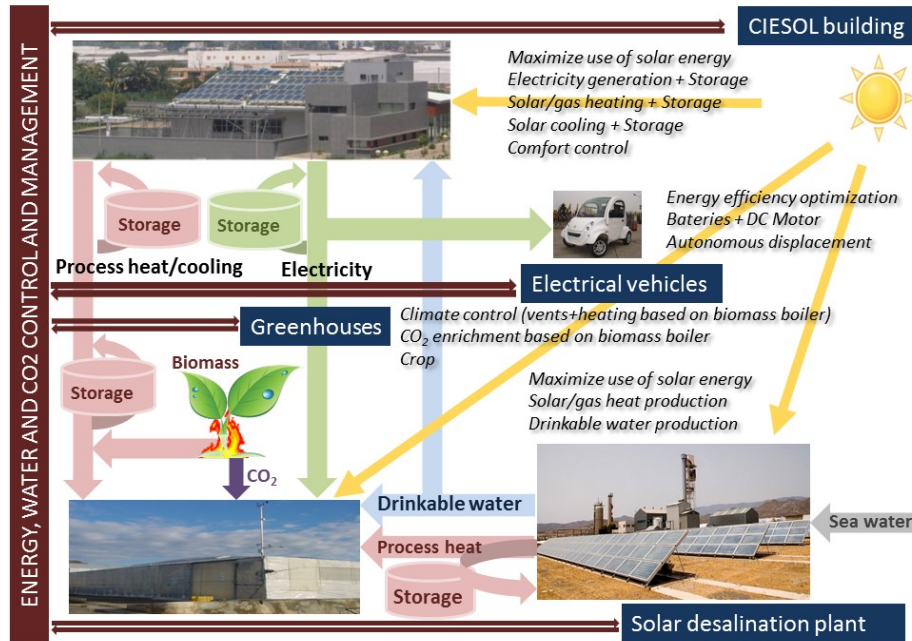 ENERGY, WATER AND CO2 CONTROL AND MANAGEMENT
CIESOL building
Maximize use of solar energy
Electricity generation + Storage
Solar/gas heating + Storage
Solar cooling + Storage
Comfort control
Storage
Storage
Energy efficiency optimization
Bateries + DC Motor
Autonomous displacement
Process heat/cooling
Electricity
Electrical vehicles
Greenhouses
Climate control (vents+heating based on biomass boiler)
CO₂ enrichment based on biomass boiler
Crop
Biomass
Storage
Maximize use of solar energy
Solar/gas heat production
Drinkable water production
CO₂
Drinkable water
Sea water
Process heat
Storage
Solar desalination plant